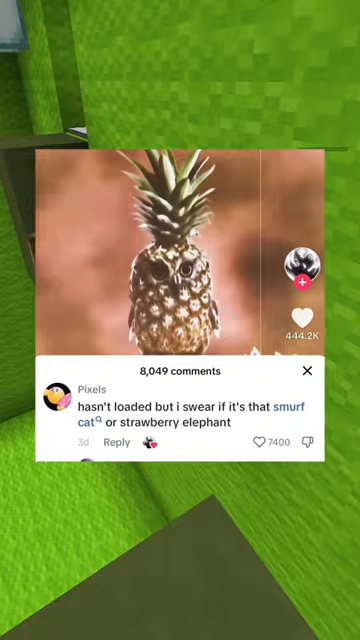 444.2K
8,049 comments
Pixels
hasn't loaded but i swear if it's that smurf
cat or strawberry elephant
3d Reply 7400